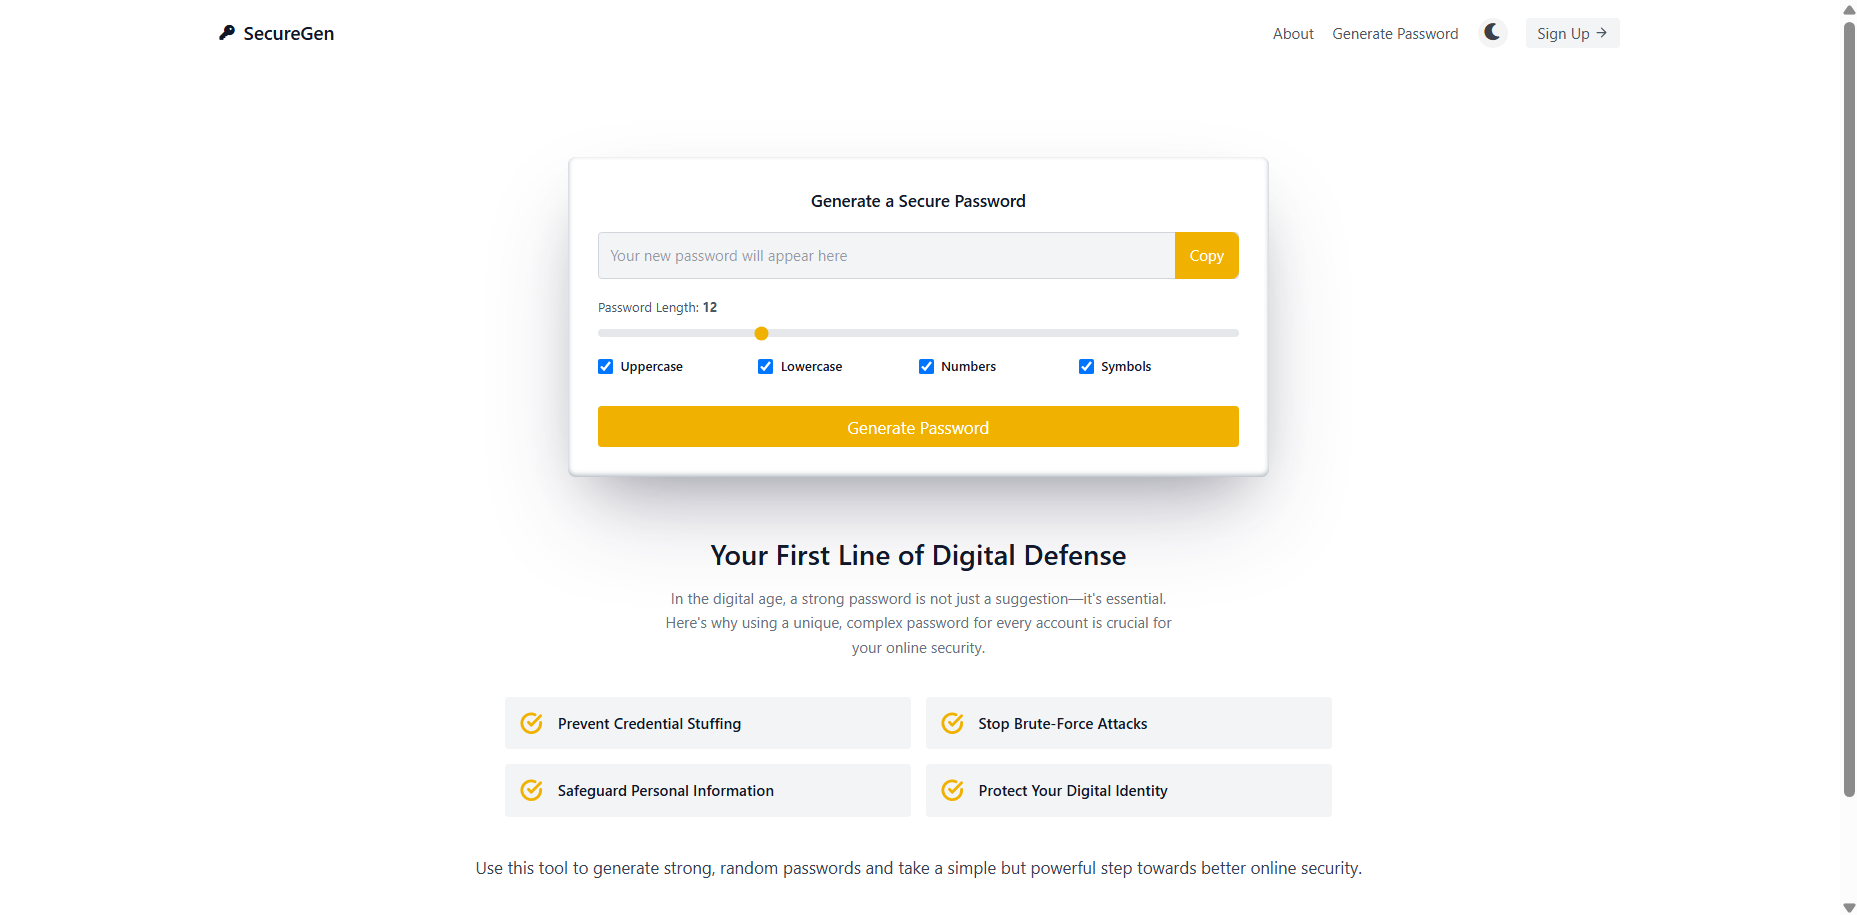 SecureGen
About
Generate Password
Sign Up →
Generate a Secure Password
Your new password will appear here
Copy
Password Length: 12
Uppercase
Lowercase
Numbers
Symbols
Generate Password
Your First Line of Digital Defense
In the digital age, a strong password is not just a suggestion—it's essential.
Here's why using a unique, complex password for every account is crucial for
your online security.
Prevent Credential Stuffing
Stop Brute-Force Attacks
Safeguard Personal Information
Protect Your Digital Identity
Use this tool to generate strong, random passwords and take a simple but powerful step towards better online security.